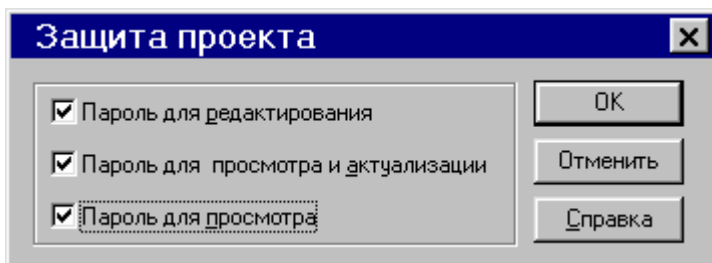 Защита проекта
Пароль для редактирования
Пароль для просмотра и актуализации
Пароль для просмотра
OK
Отменить
Справка